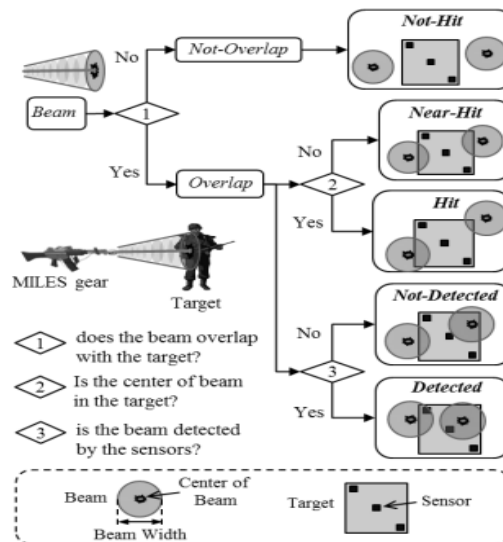 Not-Hit
No
Not-Overlap
Beam
1
Near-Hit
No
Yes
Overlap
2
Hit
Yes
MILES gear
Target
Not-Detected
No
1
does the beam overlap
with the target?
3
2
Is the center of beam
in the target?
Detected
Yes
3
is the beam detected
by the sensors?
Beam
Center of
Beam
Beam Width
Target
Sensor